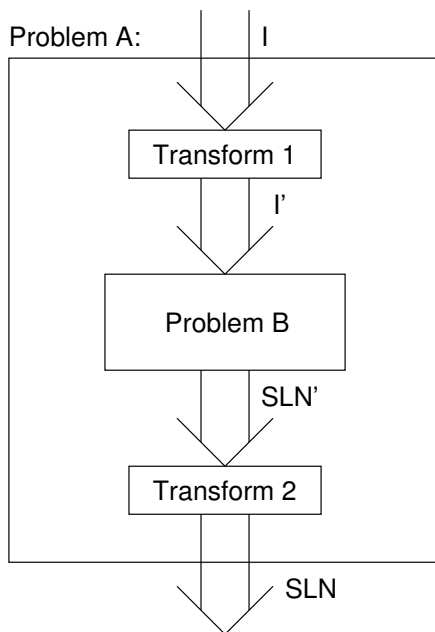 Problem A:
I
Transform 1
I'
Problem B
SLN'
Transform 2
SLN